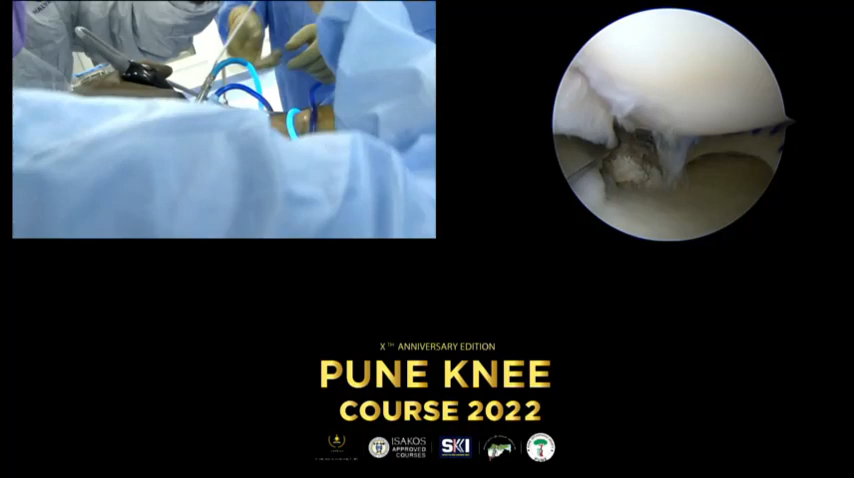 X TH ANNIVERSARY EDITION
PUNE KNEE
COURSE 2022
ISAKOS
APPROVED
COURSES
SKI